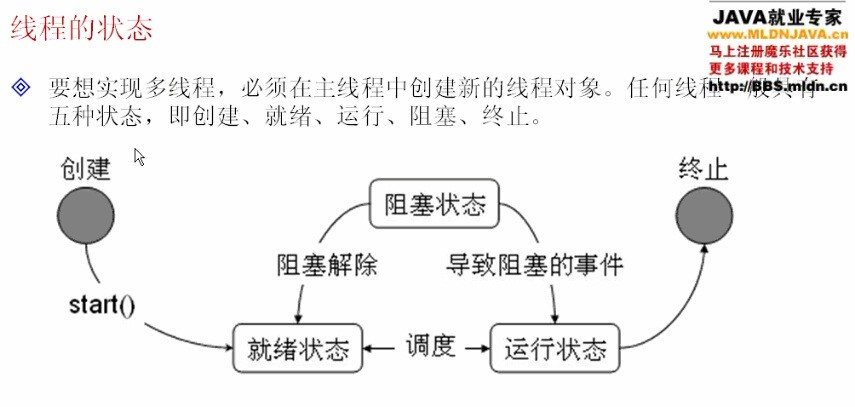 线程的状态
JAVA就业专家
www.MLDNJAVA.cn
马上注册魔乐社区获得
更多课程和技术支持
http://BBS.mldn.cn
要想实现多线程，必须在主线程中创建新的线程对象。任何线程一般具有
五种状态，即创建、就绪、运行、阻塞、终止。
创建
终止
阻塞状态
阻塞解除
导致阻塞的事件
start()
就绪状态
调度
运行状态